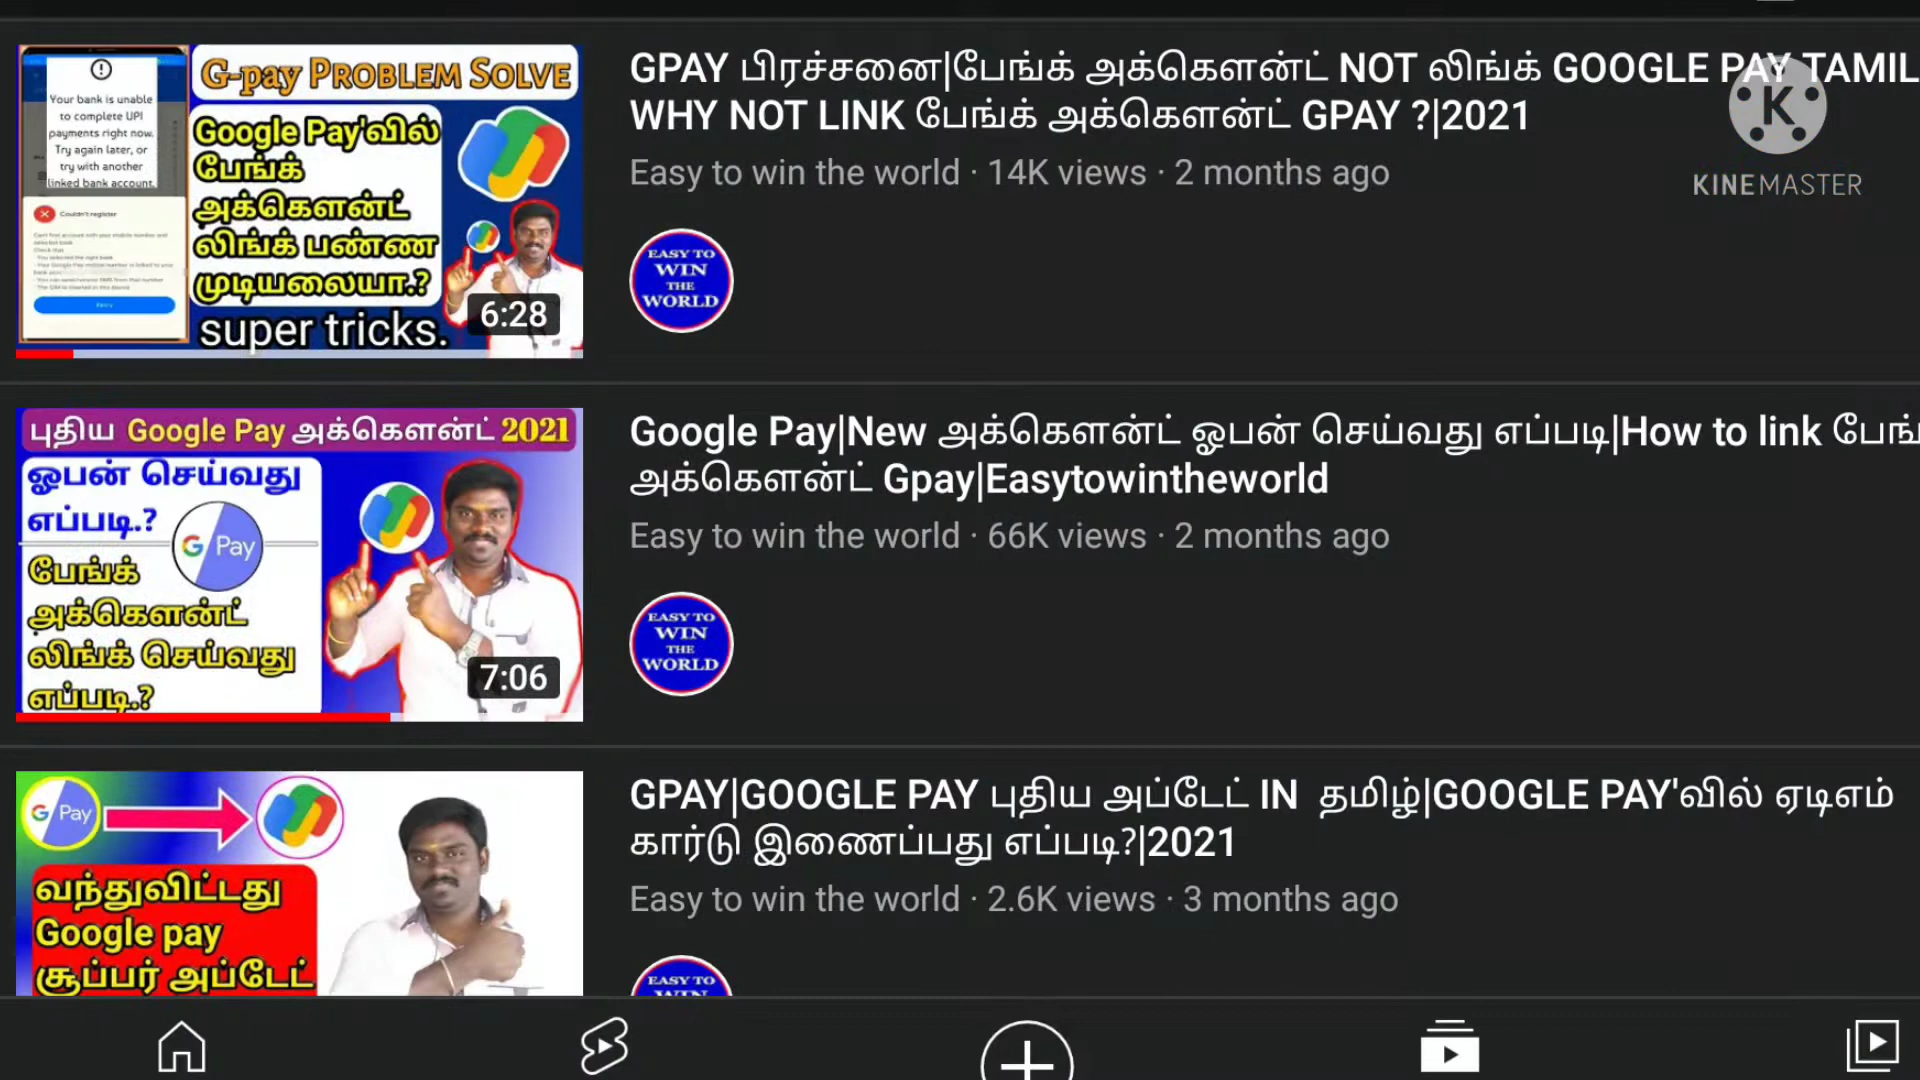 Your bank is unable
to complete UPI
payments right now.
Try again later, or
try with another
linked bank account.
Couldn't register
Retry
G-pay PROBLEM SOLVE
Google Pay'வில்
பேங்க்
அக்கௌண்ட்
லிங்க் பண்ண
முடியலையா.?
super tricks.
6:28
GPAY பிரச்சனை|பேங்க் அக்கௌண்ட் NOT லிங்க் GOOGLE PAY TAMIL
WHY NOT LINK பேங்க் அக்கௌண்ட் GPAY ?|2021
Easy to win the world · 14K views · 2 months ago
EASY TO
WIN
THE
WORLD
KINEMASTER
புதிய Google Pay அக்கௌண்ட் 2021
ஓபன் செய்வது
எப்படி.?
G Pay
பேங்க்
அக்கௌண்ட்
லிங்க் செய்வது
எப்படி.?
7:06
Google Pay|New அக்கௌண்ட் ஓபன் செய்வது எப்படி|How to link பேங்
அக்கௌண்ட் Gpay|Easytowintheworld
Easy to win the world · 66K views · 2 months ago
EASY TO
WIN
THE
WORLD
G Pay
வந்துவிட்டது
Google pay
சூப்பர் அப்டேட்
GPAY|GOOGLE PAY புதிய அப்டேட் IN தமிழ்|GOOGLE PAY'வில் ஏடிஎம்
கார்டு இணைப்பது எப்படி?|2021
Easy to win the world · 2.6K views · 3 months ago
EASY TO
WIN